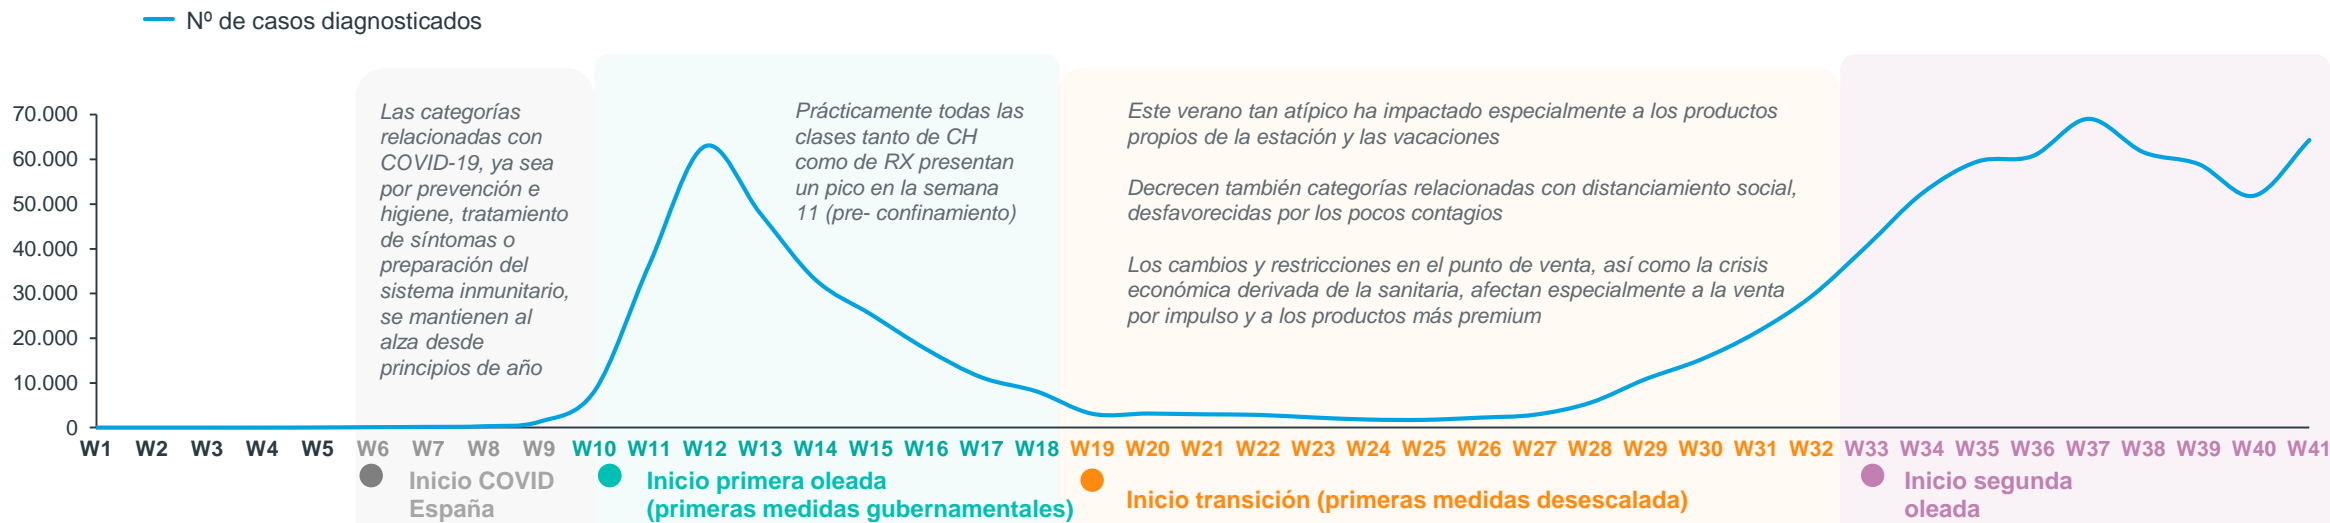 Nº de casos diagnosticados
70.000
60.000
50.000
40.000
30.000
20.000
10.000
0
Las categorías
relacionadas con
COVID-19, ya sea
por prevención e
higiene, tratamiento
de síntomas o
preparación del
sistema inmunitario,
se mantienen al
alza desde
principios de año
Prácticamente todas las
clases tanto de CH
como de RX presentan
un pico en la semana
11 (pre- confinamiento)
Este verano tan atípico ha impactado especialmente a los productos
propios de la estación y las vacaciones
Decrecen también categorías relacionadas con distanciamiento social,
desfavorecidas por los pocos contagios
Los cambios y restricciones en el punto de venta, así como la crisis
económica derivada de la sanitaria, afectan especialmente a la venta
por impulso y a los productos más premium
W1 W2 W3 W4 W5 W6 W7 W8 W9 W10 W11 W12 W13 W14 W15 W16 W17 W18 W19 W20 W21 W22 W23 W24 W25 W26 W27 W28 W29 W30 W31 W32 W33 W34 W35 W36 W37 W38 W39 W40 W41
Inicio COVID
España
Inicio primera oleada
(primeras medidas gubernamentales)
Inicio transición (primeras medidas desescalada)
Inicio segunda
oleada